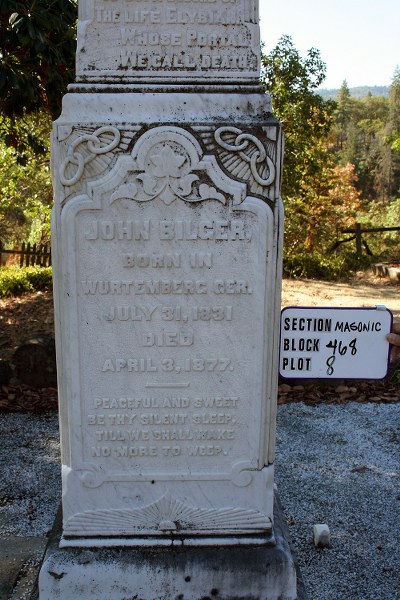 THE LIFE ELYSIAN
WHOSE PORTAL
WE CALL DEATH.
JOHN BILGER.
BORN IN
WURTEMBERG GER.
JULY 31, 1831
DIED
APRIL 3, 1877.
PEACEFUL AND SWEET
BE THY SILENT SLEEP.
TILL WE SHALL WAKE
NO MORE TO WEEP.
SECTION MASONIC
BLOCK 468
PLOT 8